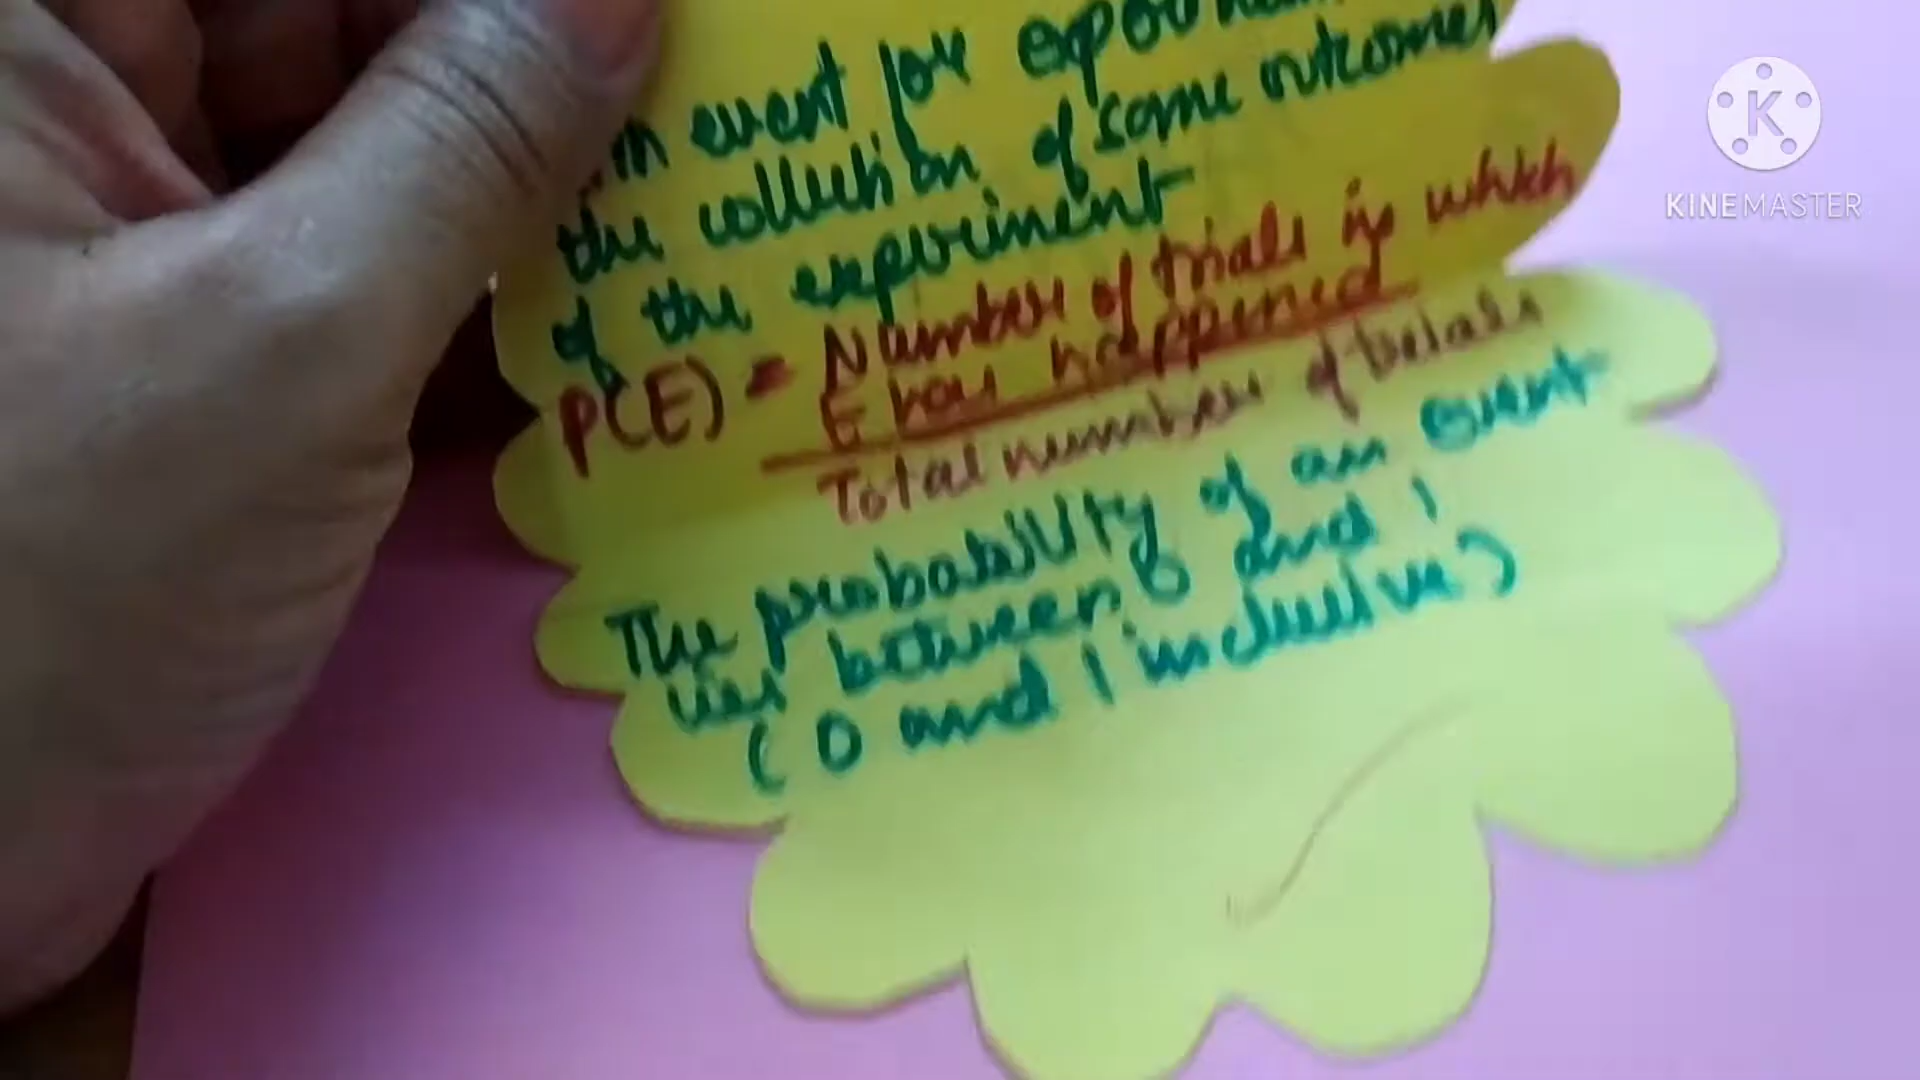 event for
the collection of some outcomes
of the experiment
P(E) = Number of trials in which
E has happened
Total number of trials
The probability of an event
lies between 0 and 1
(0 and 1 inclusive)
K
KINEMASTER